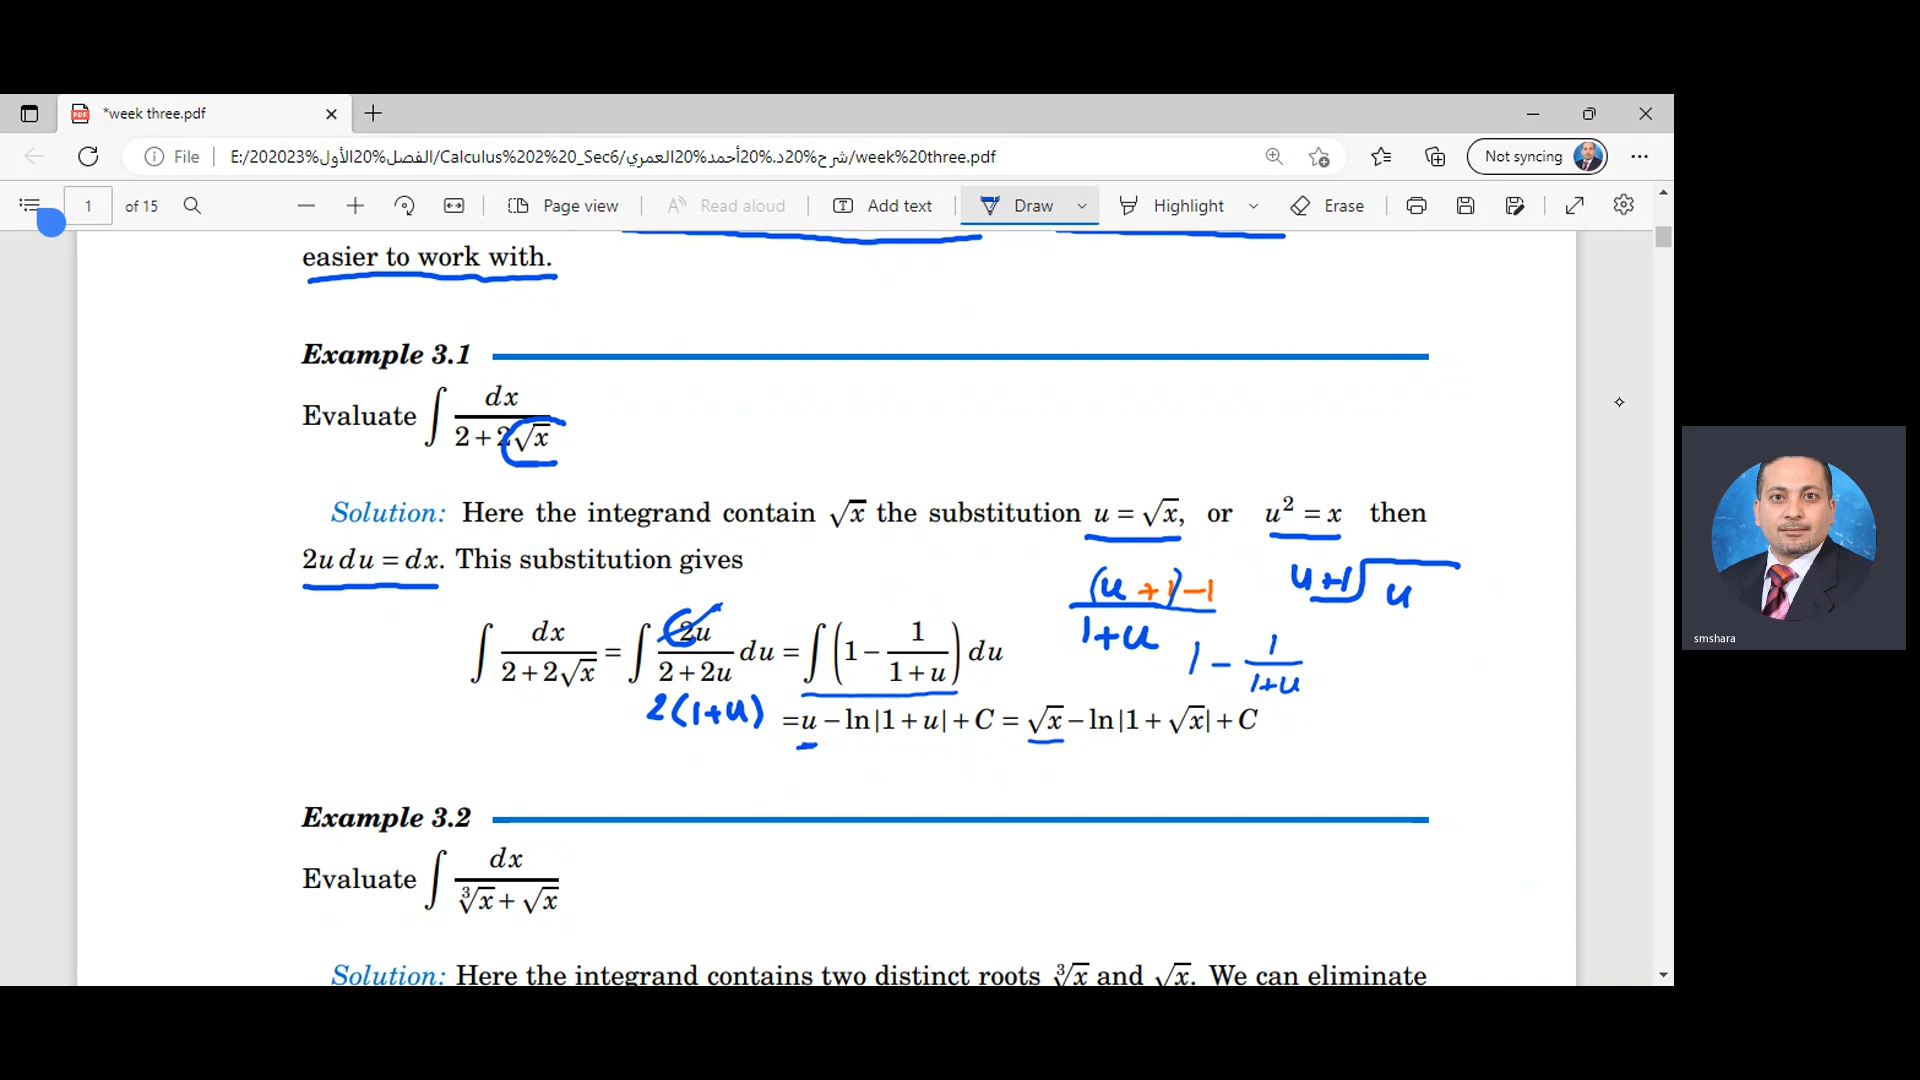 *week three.pdf
File | E:/202023%الفصل%20الأول/Calculus%202%20_Sec6/شرح%20د.%20أحمد%20العمري/week%20three.pdf
Not syncing
1 of 15 Page view Read aloud Add text Draw Highlight Erase
easier to work with.
Example 3.1
Evaluate ∫ dx / (2 + 2√x)
Solution: Here the integrand contain √x the substitution u = √x, or u² = x then
2u du = dx. This substitution gives
(u + 1) − 1 / 1+u
u+1 ⟌ u
∫ dx / (2 + 2√x) = ∫ 2u / (2 + 2u) du = ∫ (1 − 1 / (1 + u)) du
1 − 1 / 1+u
2(1+u)
= u − ln|1 + u| + C = √x − ln|1 + √x| + C
Example 3.2
Evaluate ∫ dx / (∛x + √x)
Solution: Here the integrand contains two distinct roots ∛x and √x. We can eliminate
smshara